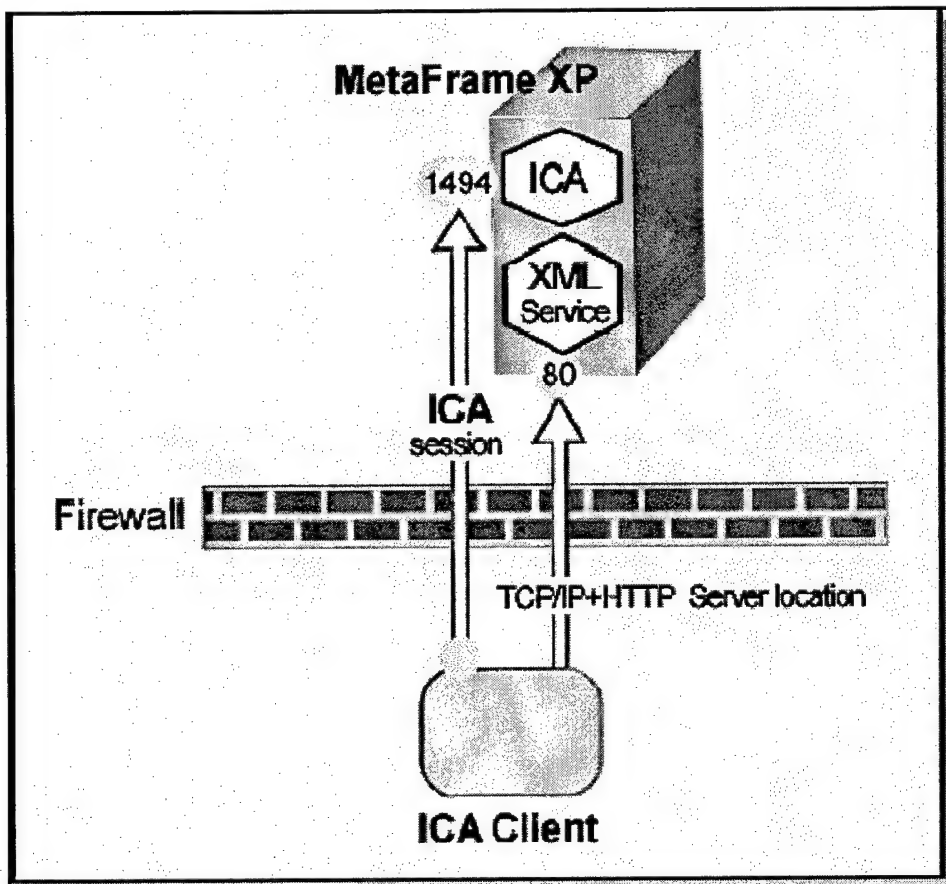 MetaFrame XP
1494
ICA
XML
Service
80
ICA
session
Firewall
TCP/IP+HTTP Server location
ICA Client